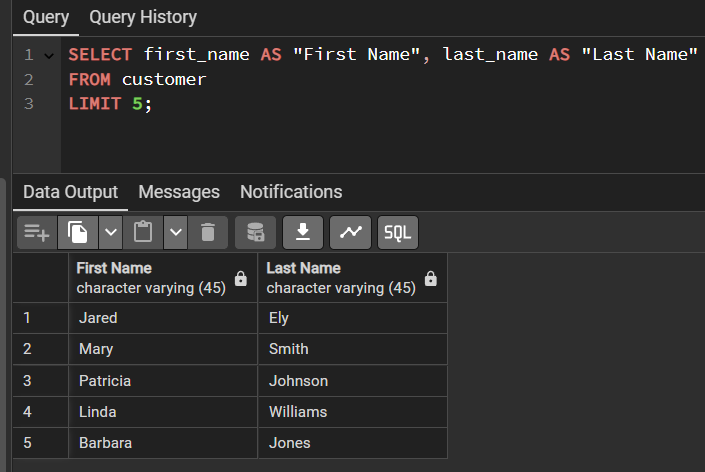 Query Query History
1 SELECT first_name AS "First Name", last_name AS "Last Name"
2 FROM customer
3 LIMIT 5;
Data Output Messages Notifications
SQL
First Name Last Name
character varying (45) character varying (45)
1 Jared Ely
2 Mary Smith
3 Patricia Johnson
4 Linda Williams
5 Barbara Jones